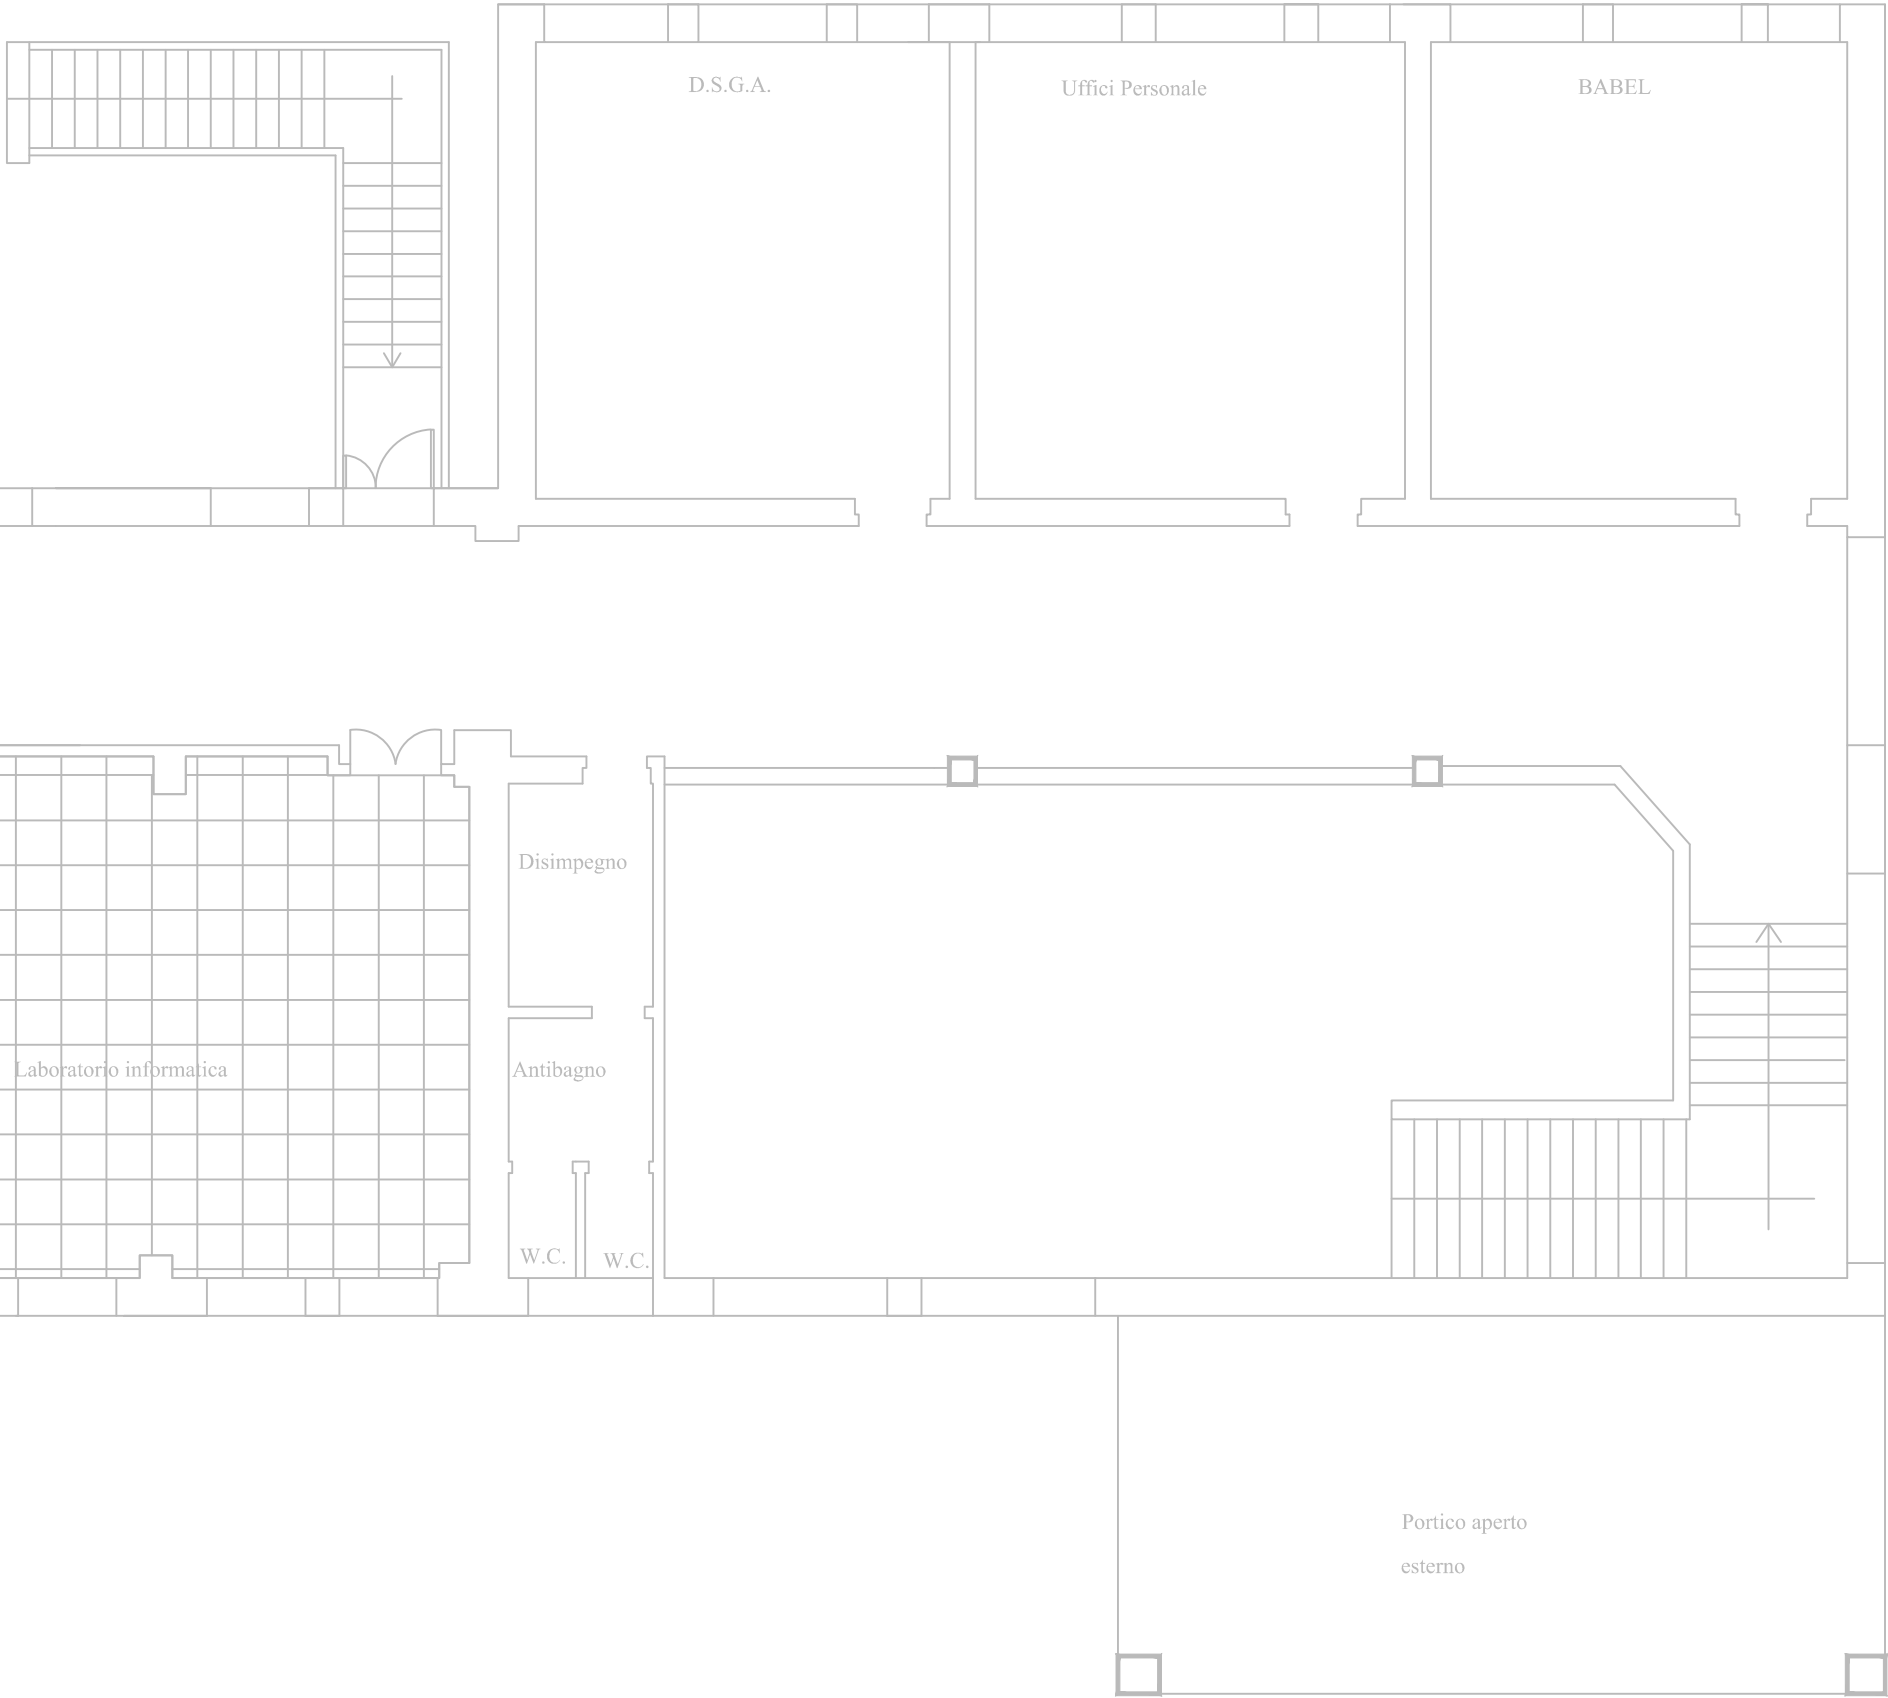 D.S.G.A.
Uffici Personale
BABEL
Disimpegno
Laboratorio informatica
Antibagno
W.C.
W.C.
Portico aperto
esterno